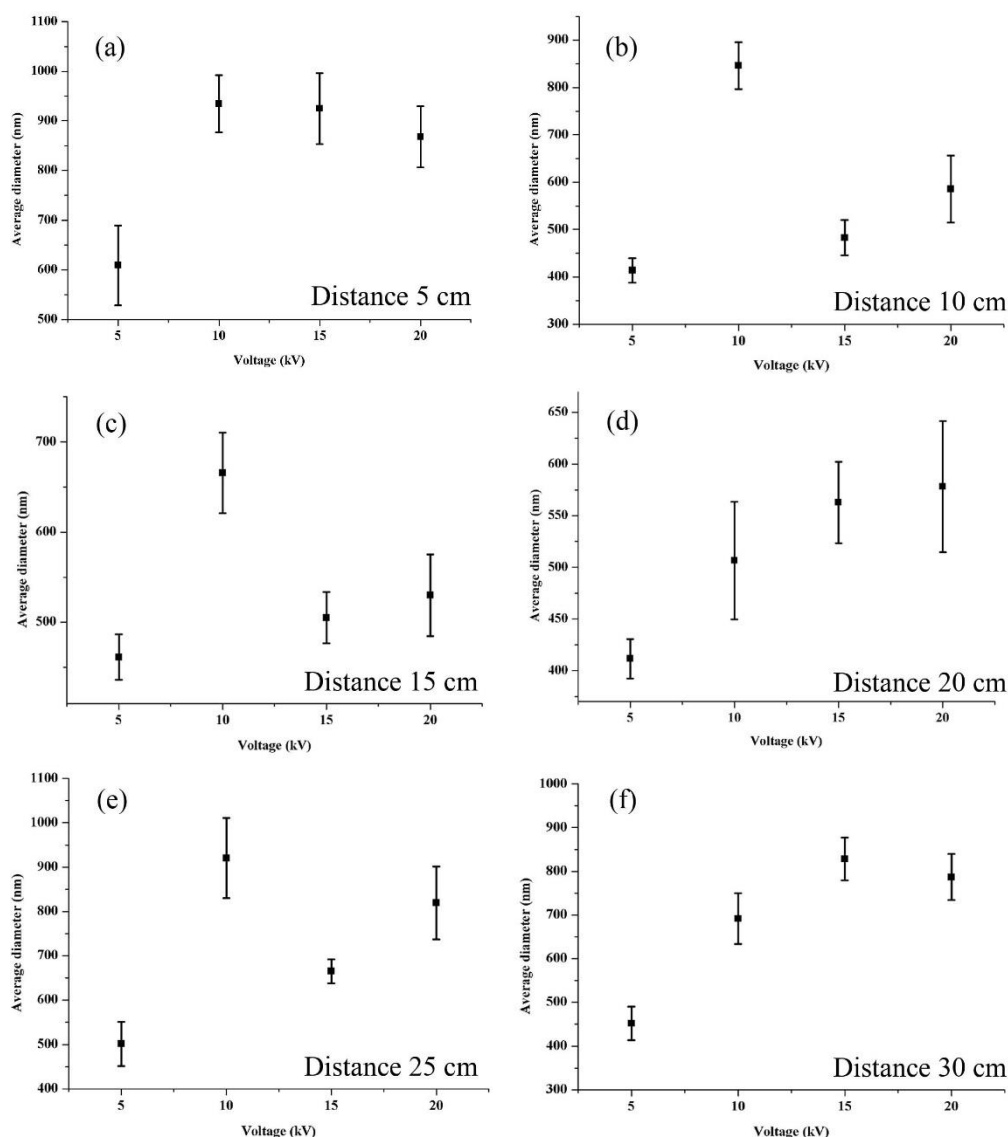 (a)
1100
1000
900
800
700
600
500
Average diameter (nm)
5 10 15 20
Voltage (kV)
Distance 5 cm
(b)
900
800
700
600
500
400
300
Average diameter (nm)
5 10 15 20
Voltage (kV)
Distance 10 cm
(c)
700
600
500
Average diameter (nm)
5 10 15 20
Voltage (kV)
Distance 15 cm
(d)
650
600
550
500
450
400
Average diameter (nm)
5 10 15 20
Voltage (kV)
Distance 20 cm
(e)
1100
1000
900
800
700
600
500
400
Average diameter (nm)
5 10 15 20
Voltage (kV)
Distance 25 cm
(f)
1000
900
800
700
600
500
400
300
Average diameter (nm)
5 10 15 20
Voltage (kV)
Distance 30 cm